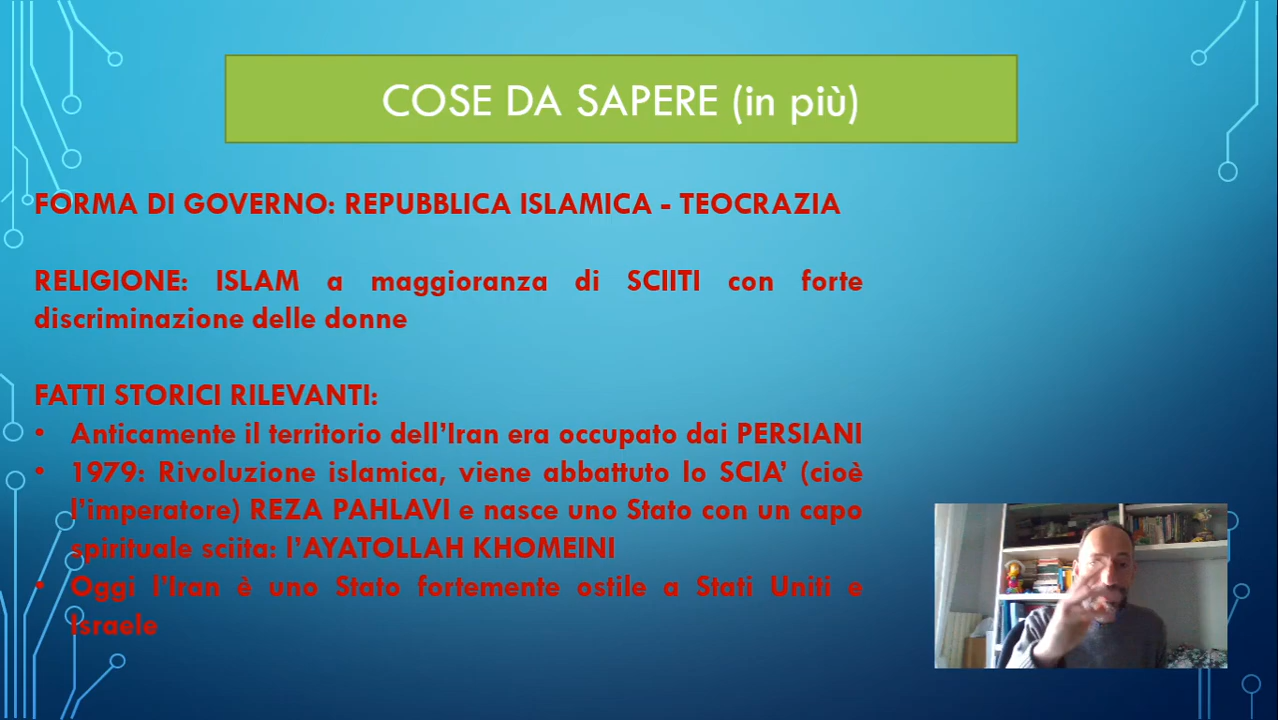 COSE DA SAPERE (in più)
FORMA DI GOVERNO: REPUBBLICA ISLAMICA - TEOCRAZIA
RELIGIONE: ISLAM a maggioranza di SCIITI con forte
discriminazione delle donne
FATTI STORICI RILEVANTI:
• Anticamente il territorio dell'Iran era occupato dai PERSIANI
• 1979: Rivoluzione islamica, viene abbattuto lo SCIA' (cioè
l'imperatore) REZA PAHLAVI e nasce uno Stato con un capo
spirituale sciita: l'AYATOLLAH KHOMEINI
• Oggi l'Iran è uno Stato fortemente ostile a Stati Uniti e
Israele